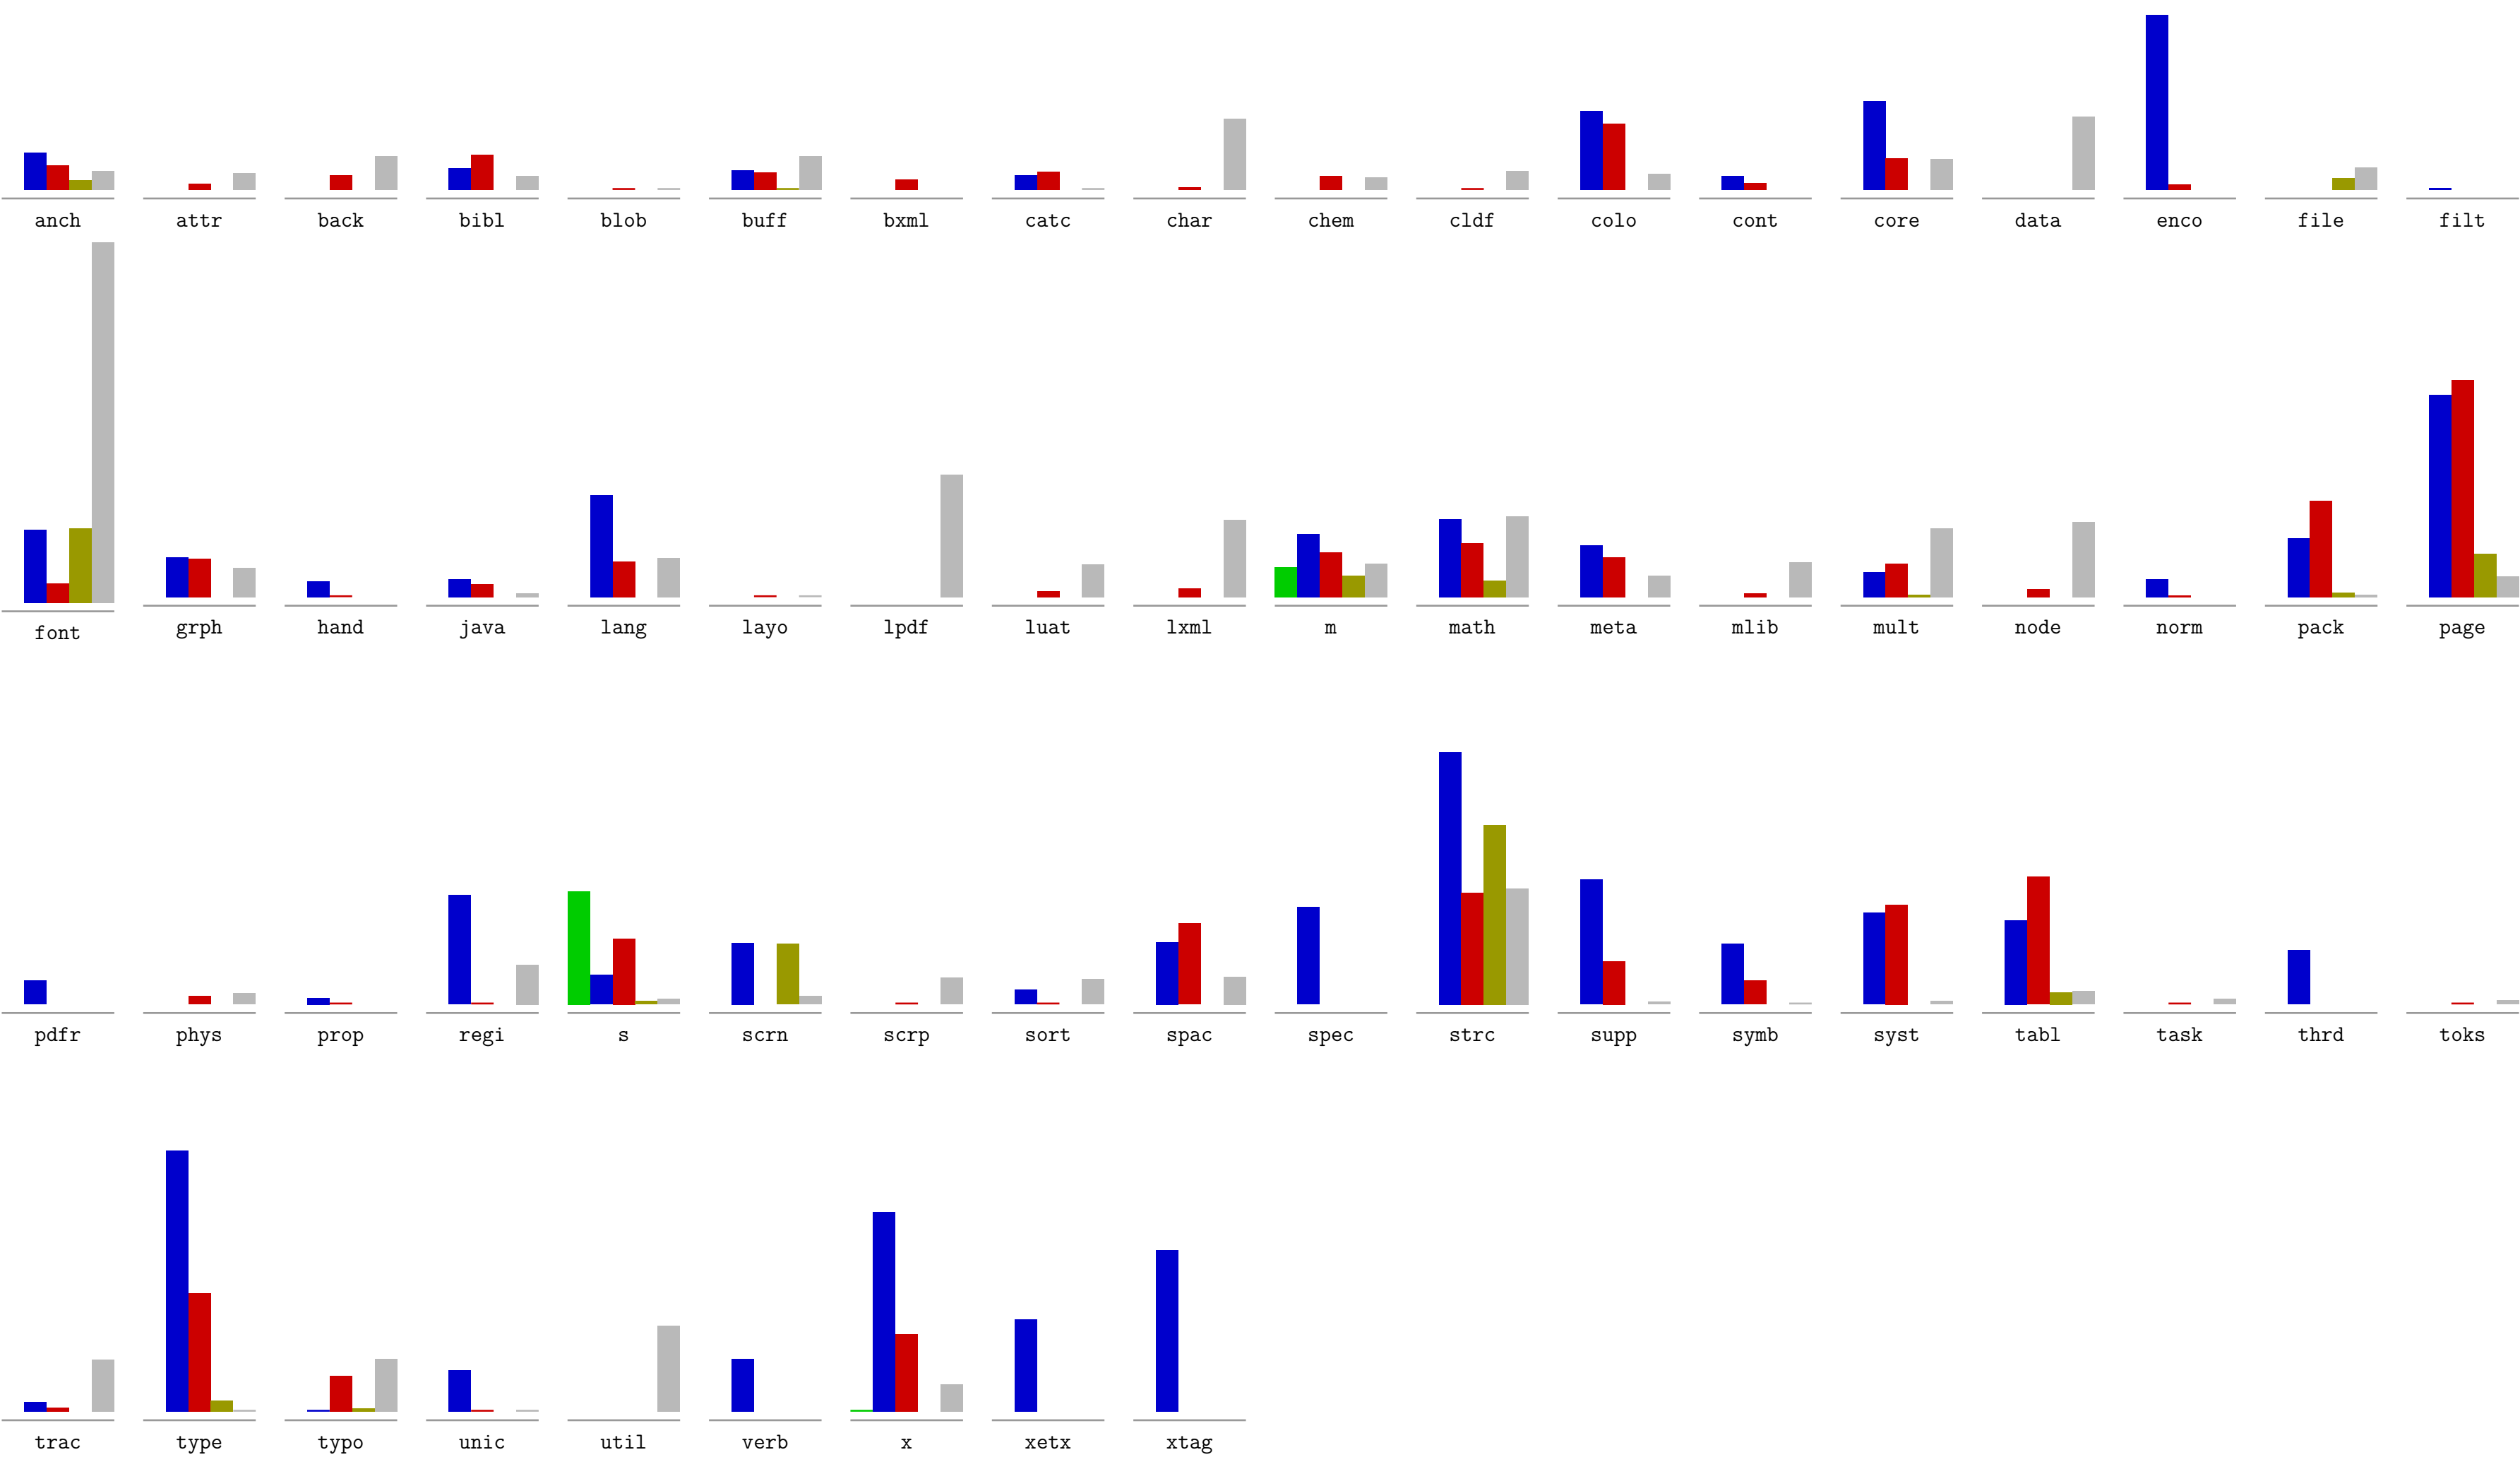 anch attr back bibl blob buff bxml catc char chem cldf colo cont core data enco file filt
font grph hand java lang layo lpdf luat lxml m math meta mlib mult node norm pack page
pdfr phys prop regi s scrn scrp sort spac spec strc supp symb syst tabl task thrd toks
trac type typo unic util verb x xetx xtag